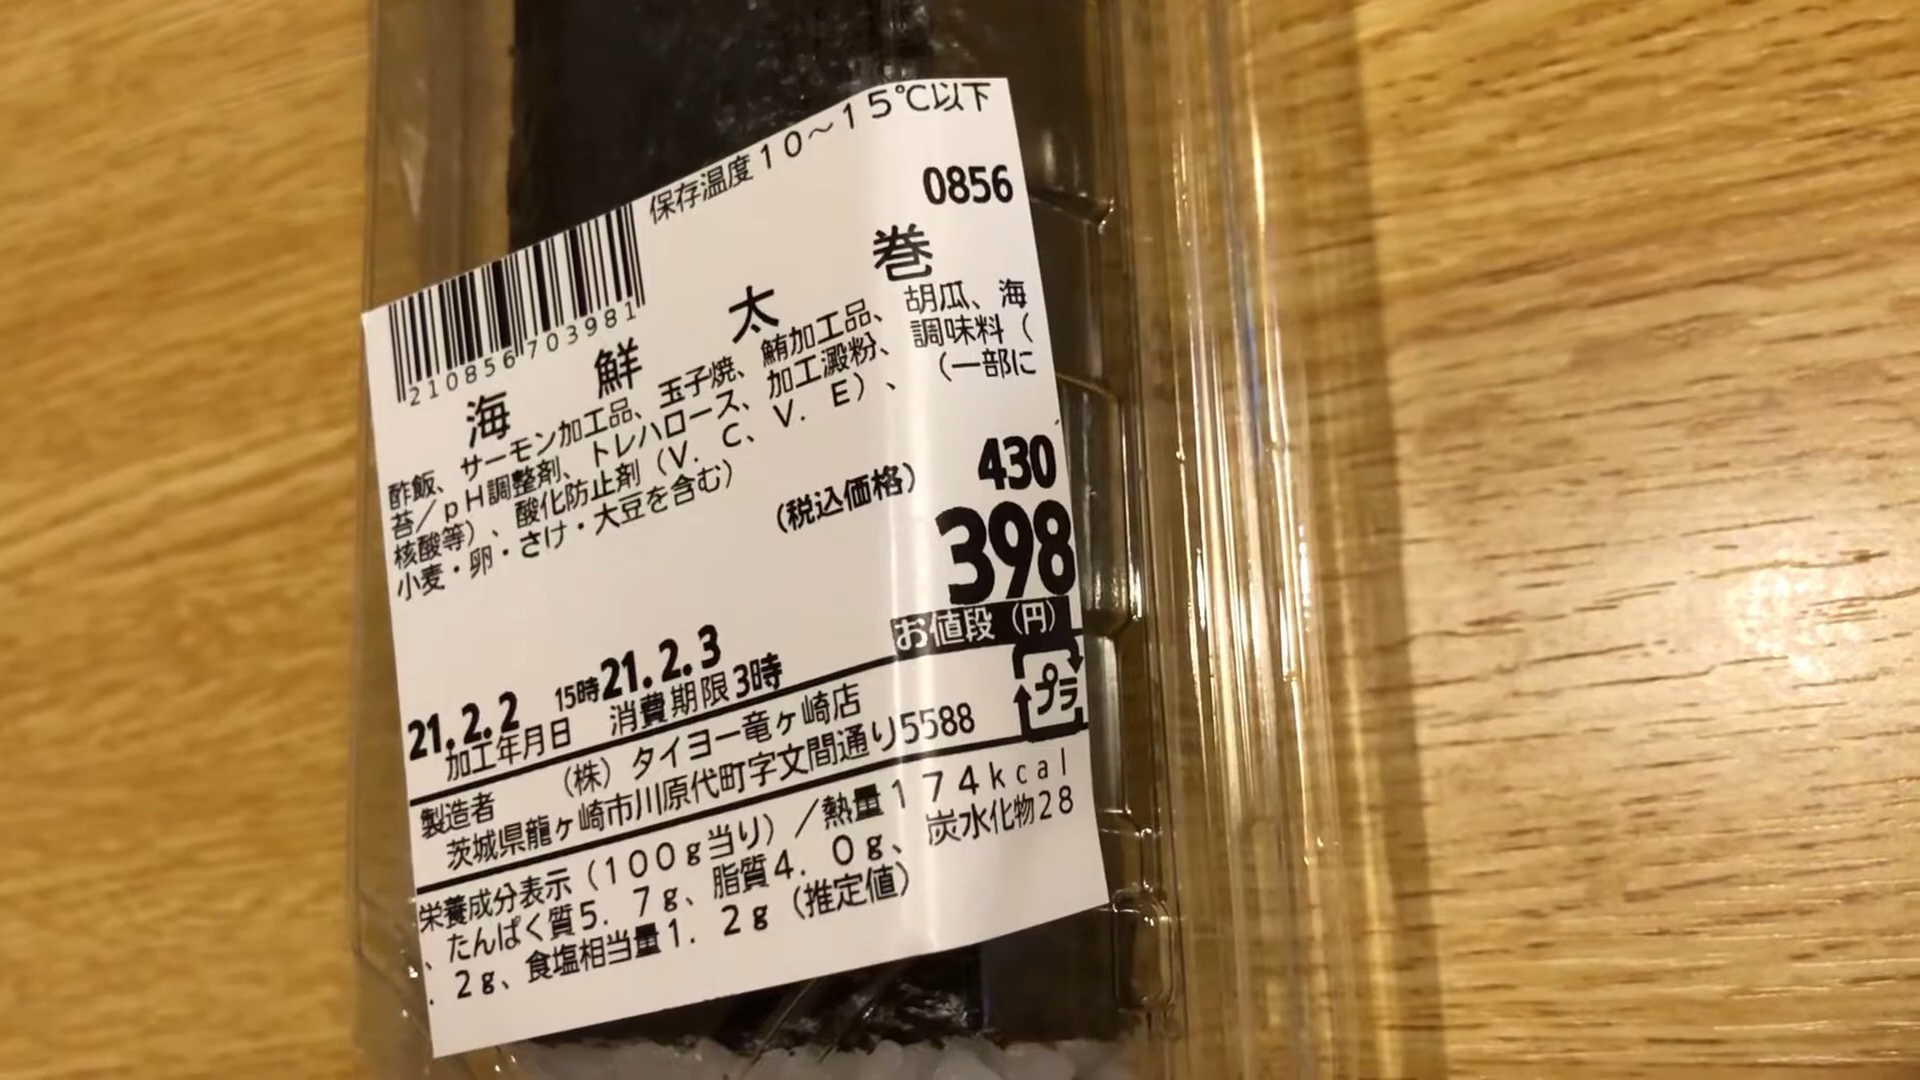 保存温度10~15℃以下
0856
210856703981
海鮮太巻
酢飯、サーモン加工品、玉子焼、鮪加工品、胡瓜、海
苔/pH調整剤、トレハロース、加工澱粉、調味料(
核酸等)、酸化防止剤(V.C、V.E)、(一部に
小麦・卵・さけ・大豆を含む)
(税込価格) 430
398
お値段(円)
21.2.2 15時 21.2.3
加工年月日 消費期限 3時
プラ
製造者 (株)タイヨー竜ヶ崎店
茨城県龍ヶ崎市川原代町字文間通り5588
栄養成分表示(100g当り)/熱量174kcal
、たんぱく質5.7g、脂質4.0g、炭水化物28
.2g、食塩相当量1.2g(推定値)